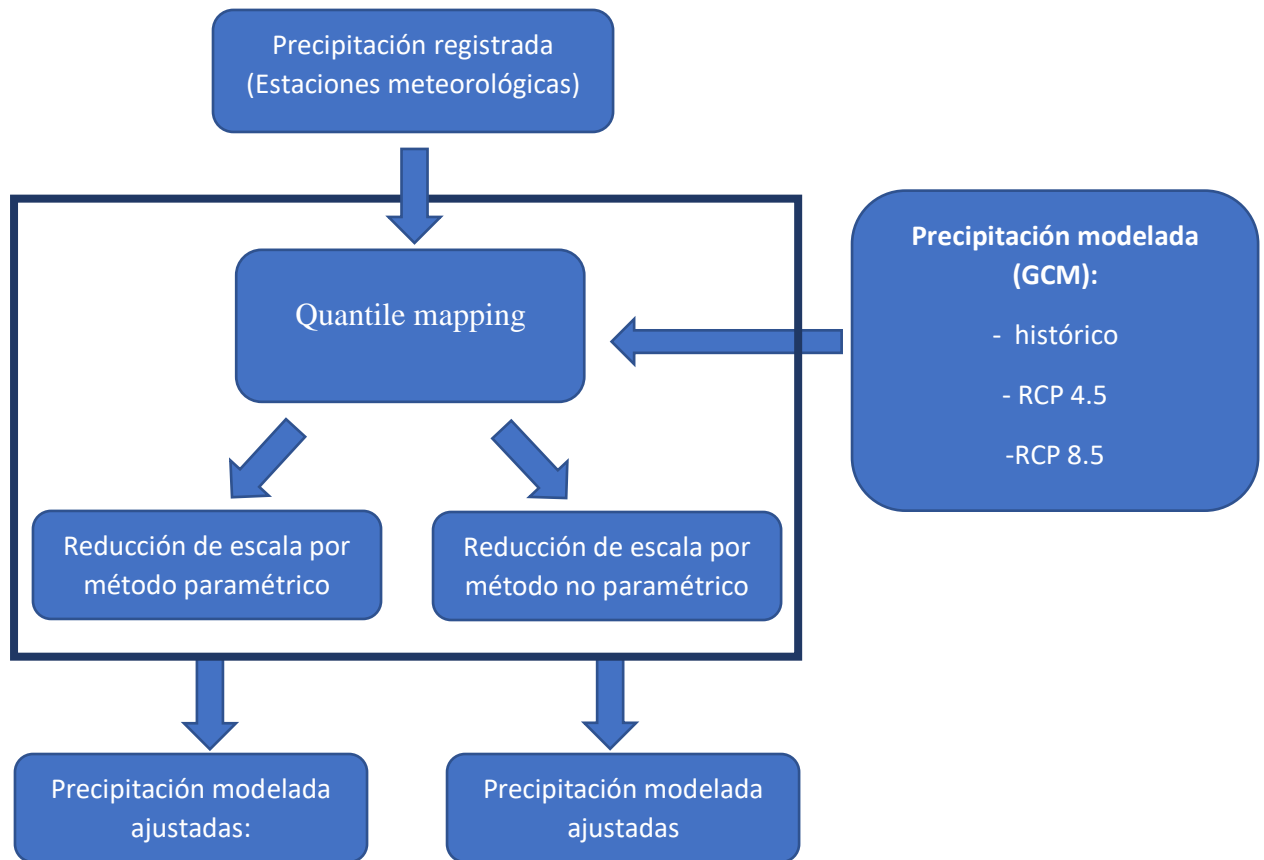 Precipitación registrada
(Estaciones meteorológicas)
Quantile mapping
Precipitación modelada
(GCM):
- histórico
- RCP 4.5
-RCP 8.5
Reducción de escala por
método paramétrico
Reducción de escala por
método no paramétrico
Precipitación modelada
ajustadas:
Precipitación modelada
ajustadas